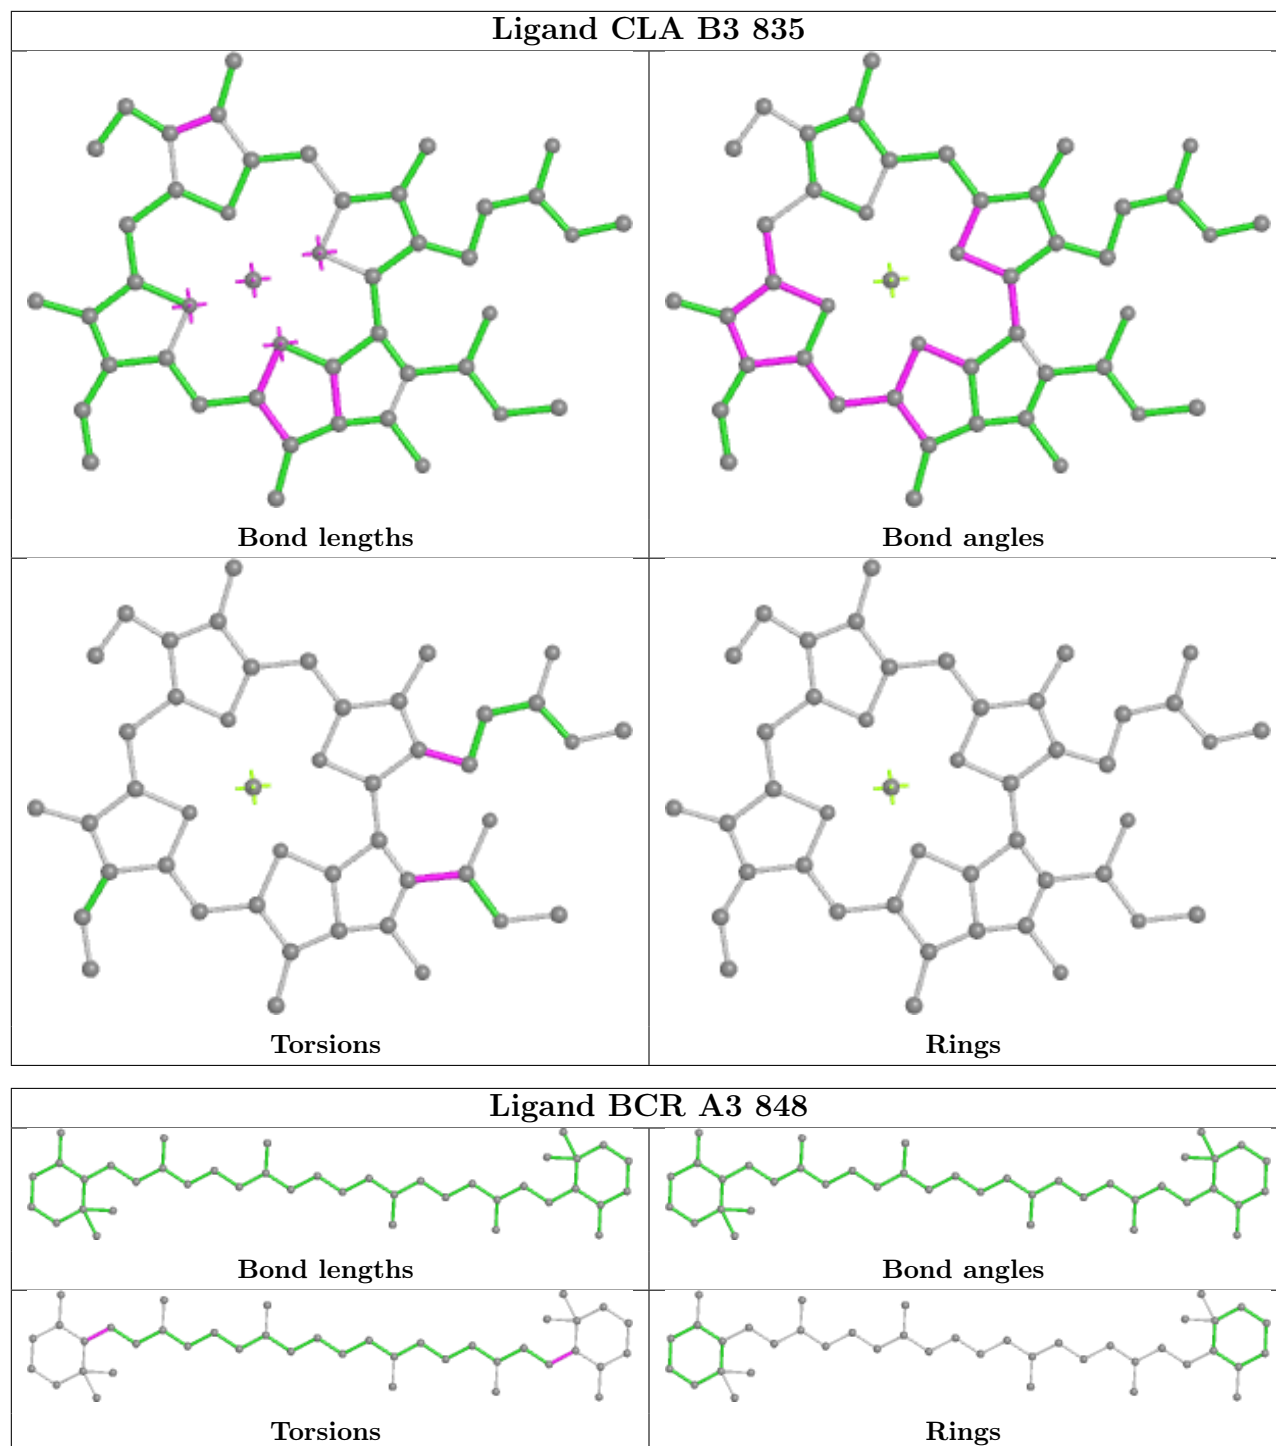 Ligand CLA B3 835
Bond lengths
Bond angles
Torsions
Rings
Ligand BCR A3 848
Bond lengths
Bond angles
Torsions
Rings